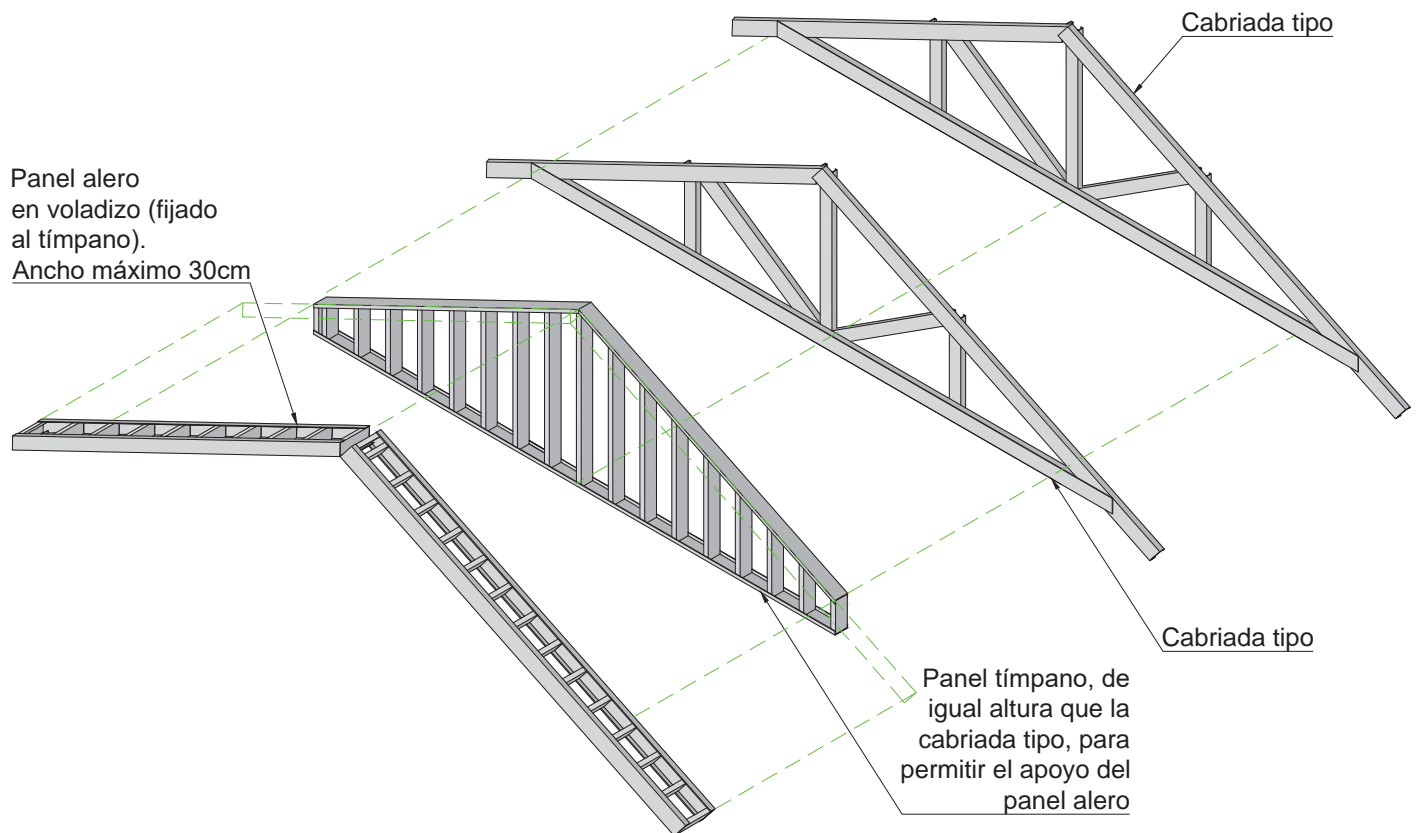 Cabriada tipo
Panel alero
en voladizo (fijado
al tímpano).
Ancho máximo 30cm
Cabriada tipo
Panel tímpano, de
igual altura que la
cabriada tipo, para
permitir el apoyo del
panel alero